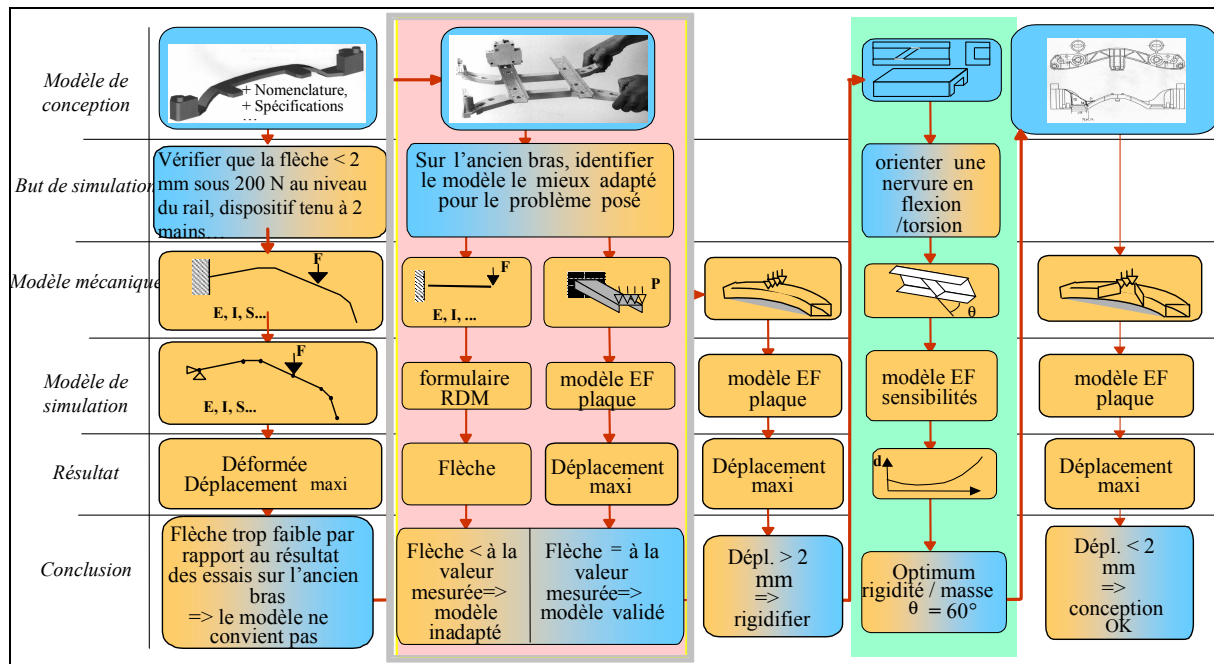 Modèle de
conception
+ Nomenclature,
+ Spécifications
…
But de simulation
Vérifier que la flèche < 2
mm sous 200 N au niveau
du rail, dispositif tenu à 2
mains…
Sur l’ancien bras, identifier
le modèle le mieux adapté
pour le problème posé
orienter une
nervure en
flexion
/torsion
Modèle mécanique
F
E, I, S...
F
E, I, ...
P
θ
Modèle de
simulation
F
E, I, S...
formulaire
RDM
modèle EF
plaque
modèle EF
plaque
modèle EF
sensibilités
modèle EF
plaque
Résultat
Déformée
Déplacement maxi
Flèche
Déplacement
maxi
Déplacement
maxi
d
Déplacement
maxi
Conclusion
Flèche trop faible par
rapport au résultat
des essais sur l’ancien
bras
=> le modèle ne
convient pas
Flèche < à la
valeur
mesurée=>
modèle
inadapté
Flèche = à la
valeur
mesurée=>
modèle validé
Dépl. > 2
mm
=>
rigidifier
Optimum
rigidité / masse
θ = 60°
Dépl. < 2
mm
=>
conception
OK